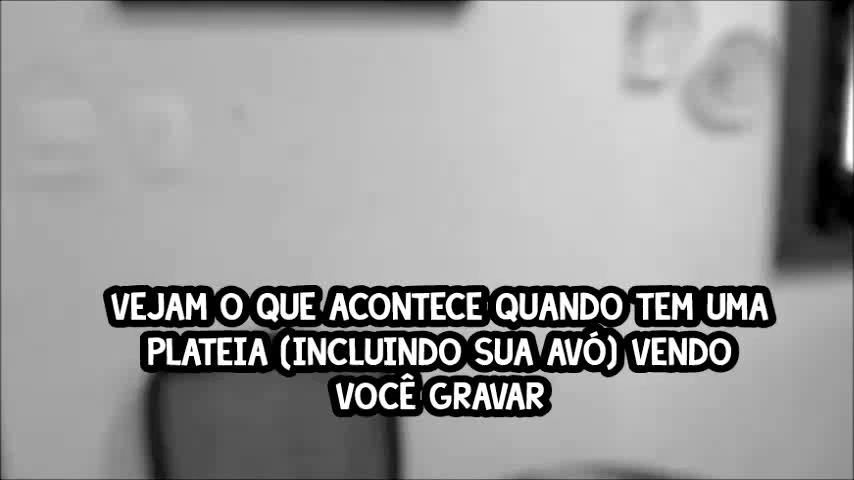 VEJAM O QUE ACONTECE QUANDO TEM UMA
PLATEIA (INCLUINDO SUA AVÓ) VENDO
VOCÊ GRAVAR